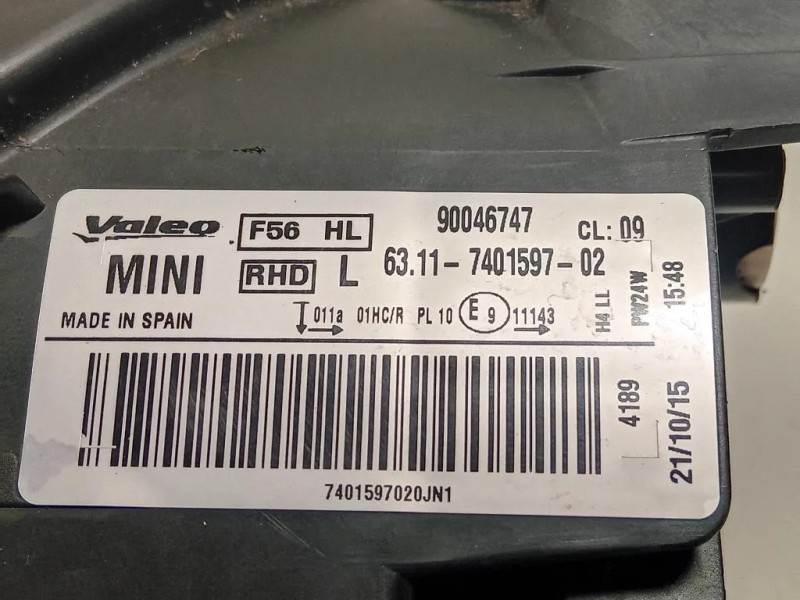 Valeo F56 HL 90046747 CL: 09
MINI RHD L 63.11-7401597-02
MADE IN SPAIN 011a 01HC/R PL 10 E 9 11143
H4 LL
PW24W
15:48
4189
21/10/15
7401597020JN1